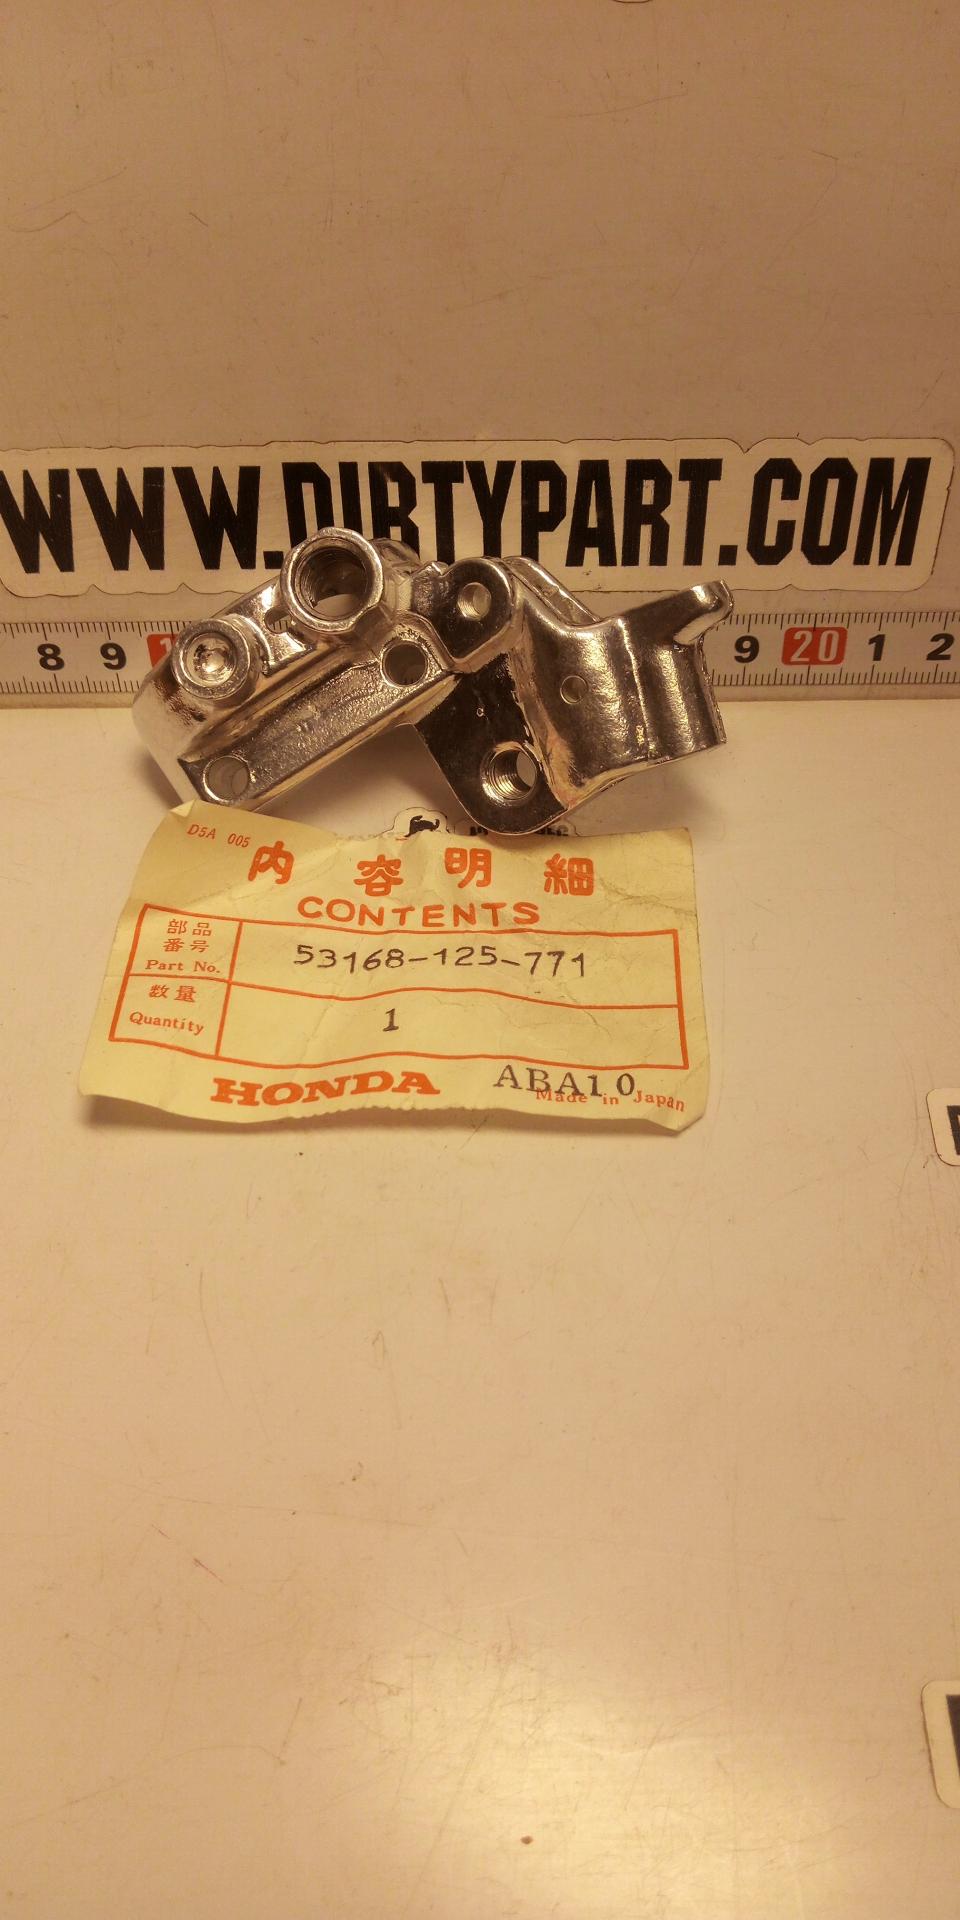 WWW.DIRTYPART.COM
8 9 9 20 1 2
D5A 005
内容明細
CONTENTS
部品
番号
Part No.
53168-125-771
数量
Quantity
1
HONDA
ABA10
Made in Japan